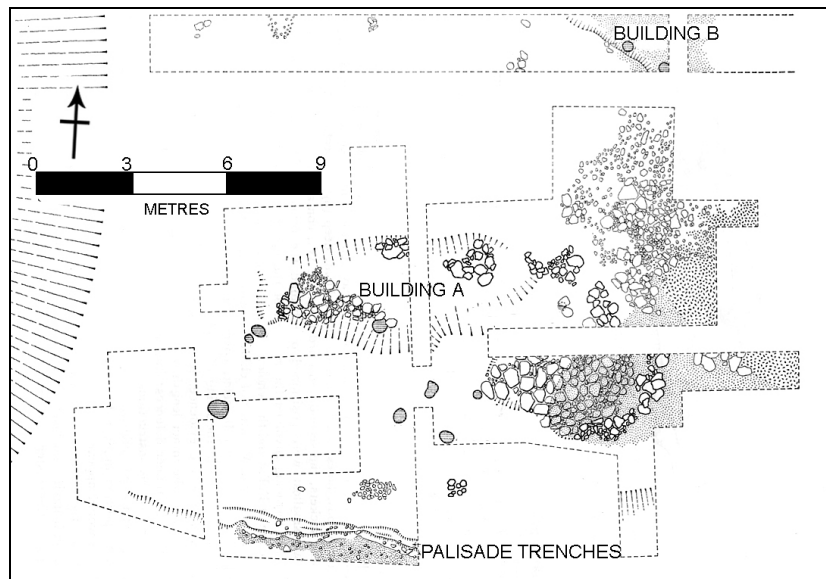 BUILDING B
0 3 6 9
METRES
BUILDING A
PALISADE TRENCHES